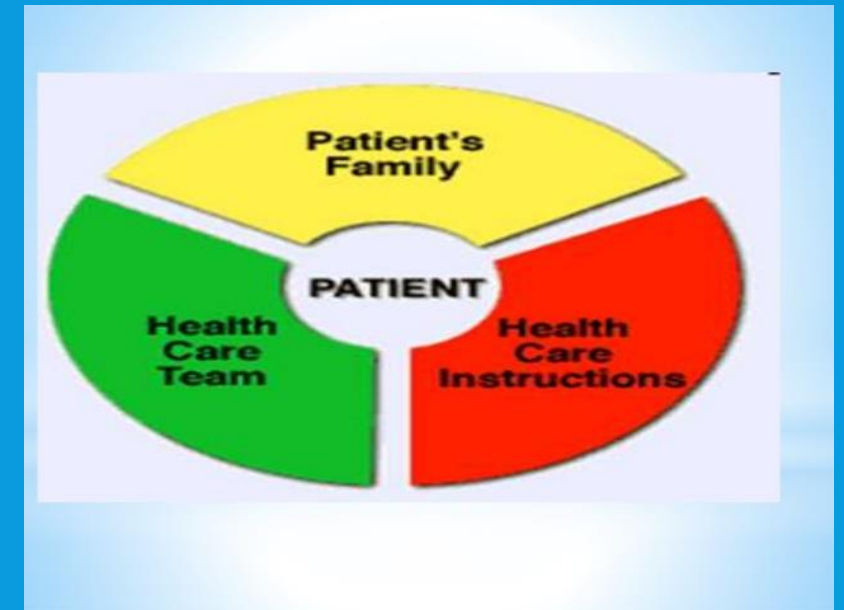 Patient's
Family
PATIENT
Health
Care
Team
Health
Care
Instructions